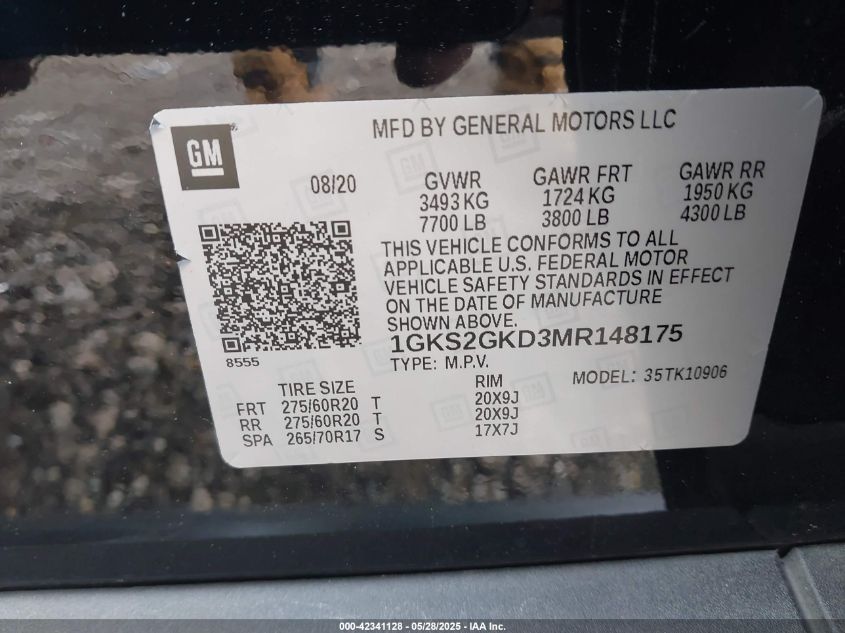 GM
MFD BY GENERAL MOTORS LLC
08/20
GVWR
3493 KG
7700 LB
GAWR FRT
1724 KG
3800 LB
GAWR RR
1950 KG
4300 LB
THIS VEHICLE CONFORMS TO ALL
APPLICABLE U.S. FEDERAL MOTOR
VEHICLE SAFETY STANDARDS IN EFFECT
ON THE DATE OF MANUFACTURE
SHOWN ABOVE.
1GKS2GKD3MR148175
8555
TYPE: M.P.V.
MODEL: 35TK10906
TIRE SIZE RIM
FRT 275/60R20 T 20X9J
RR 275/60R20 T 20X9J
SPA 265/70R17 S 17X7J
000-42341128 — 05/28/2025 — IAA Inc.